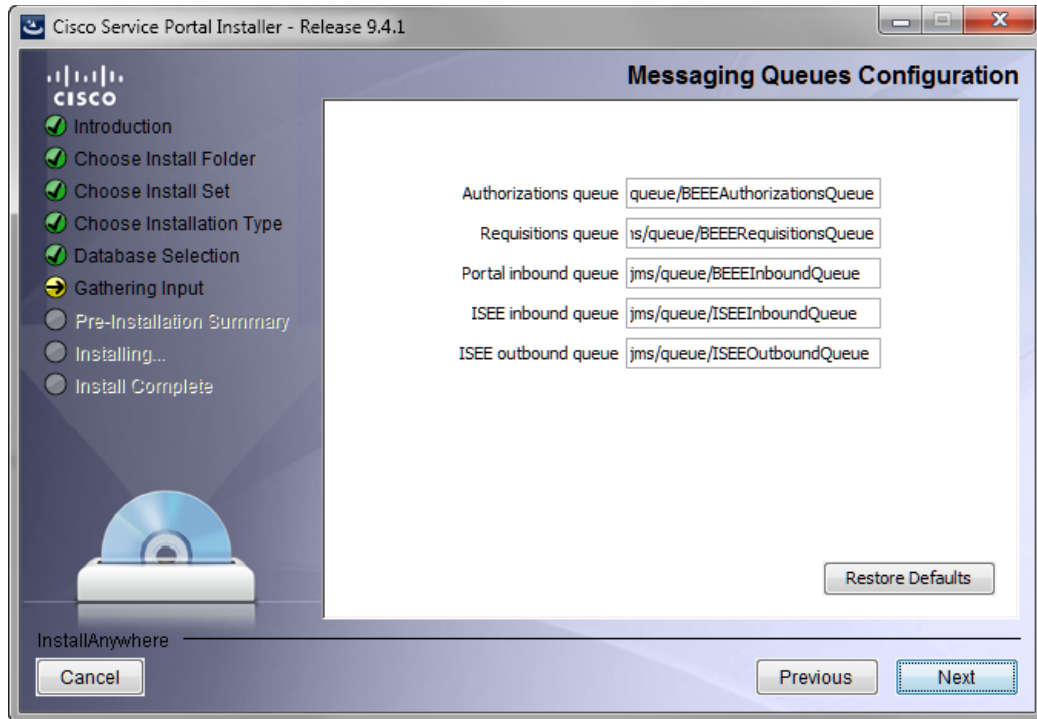 Cisco Service Portal Installer - Release 9.4.1
CISCO
Messaging Queues Configuration
Introduction
Choose Install Folder
Choose Install Set
Choose Installation Type
Database Selection
Gathering Input
Pre-Installation Summary
Installing...
Install Complete
Authorizations queue queue/BEEEAuthorizationsQueue
Requisitions queue ns/queue/BEEERequisitionsQueue
Portal inbound queue jms/queue/BEEEInboundQueue
ISEE inbound queue jms/queue/ISEEInboundQueue
ISEE outbound queue jms/queue/ISEEOutboundQueue
Restore Defaults
InstallAnywhere
Cancel
Previous
Next